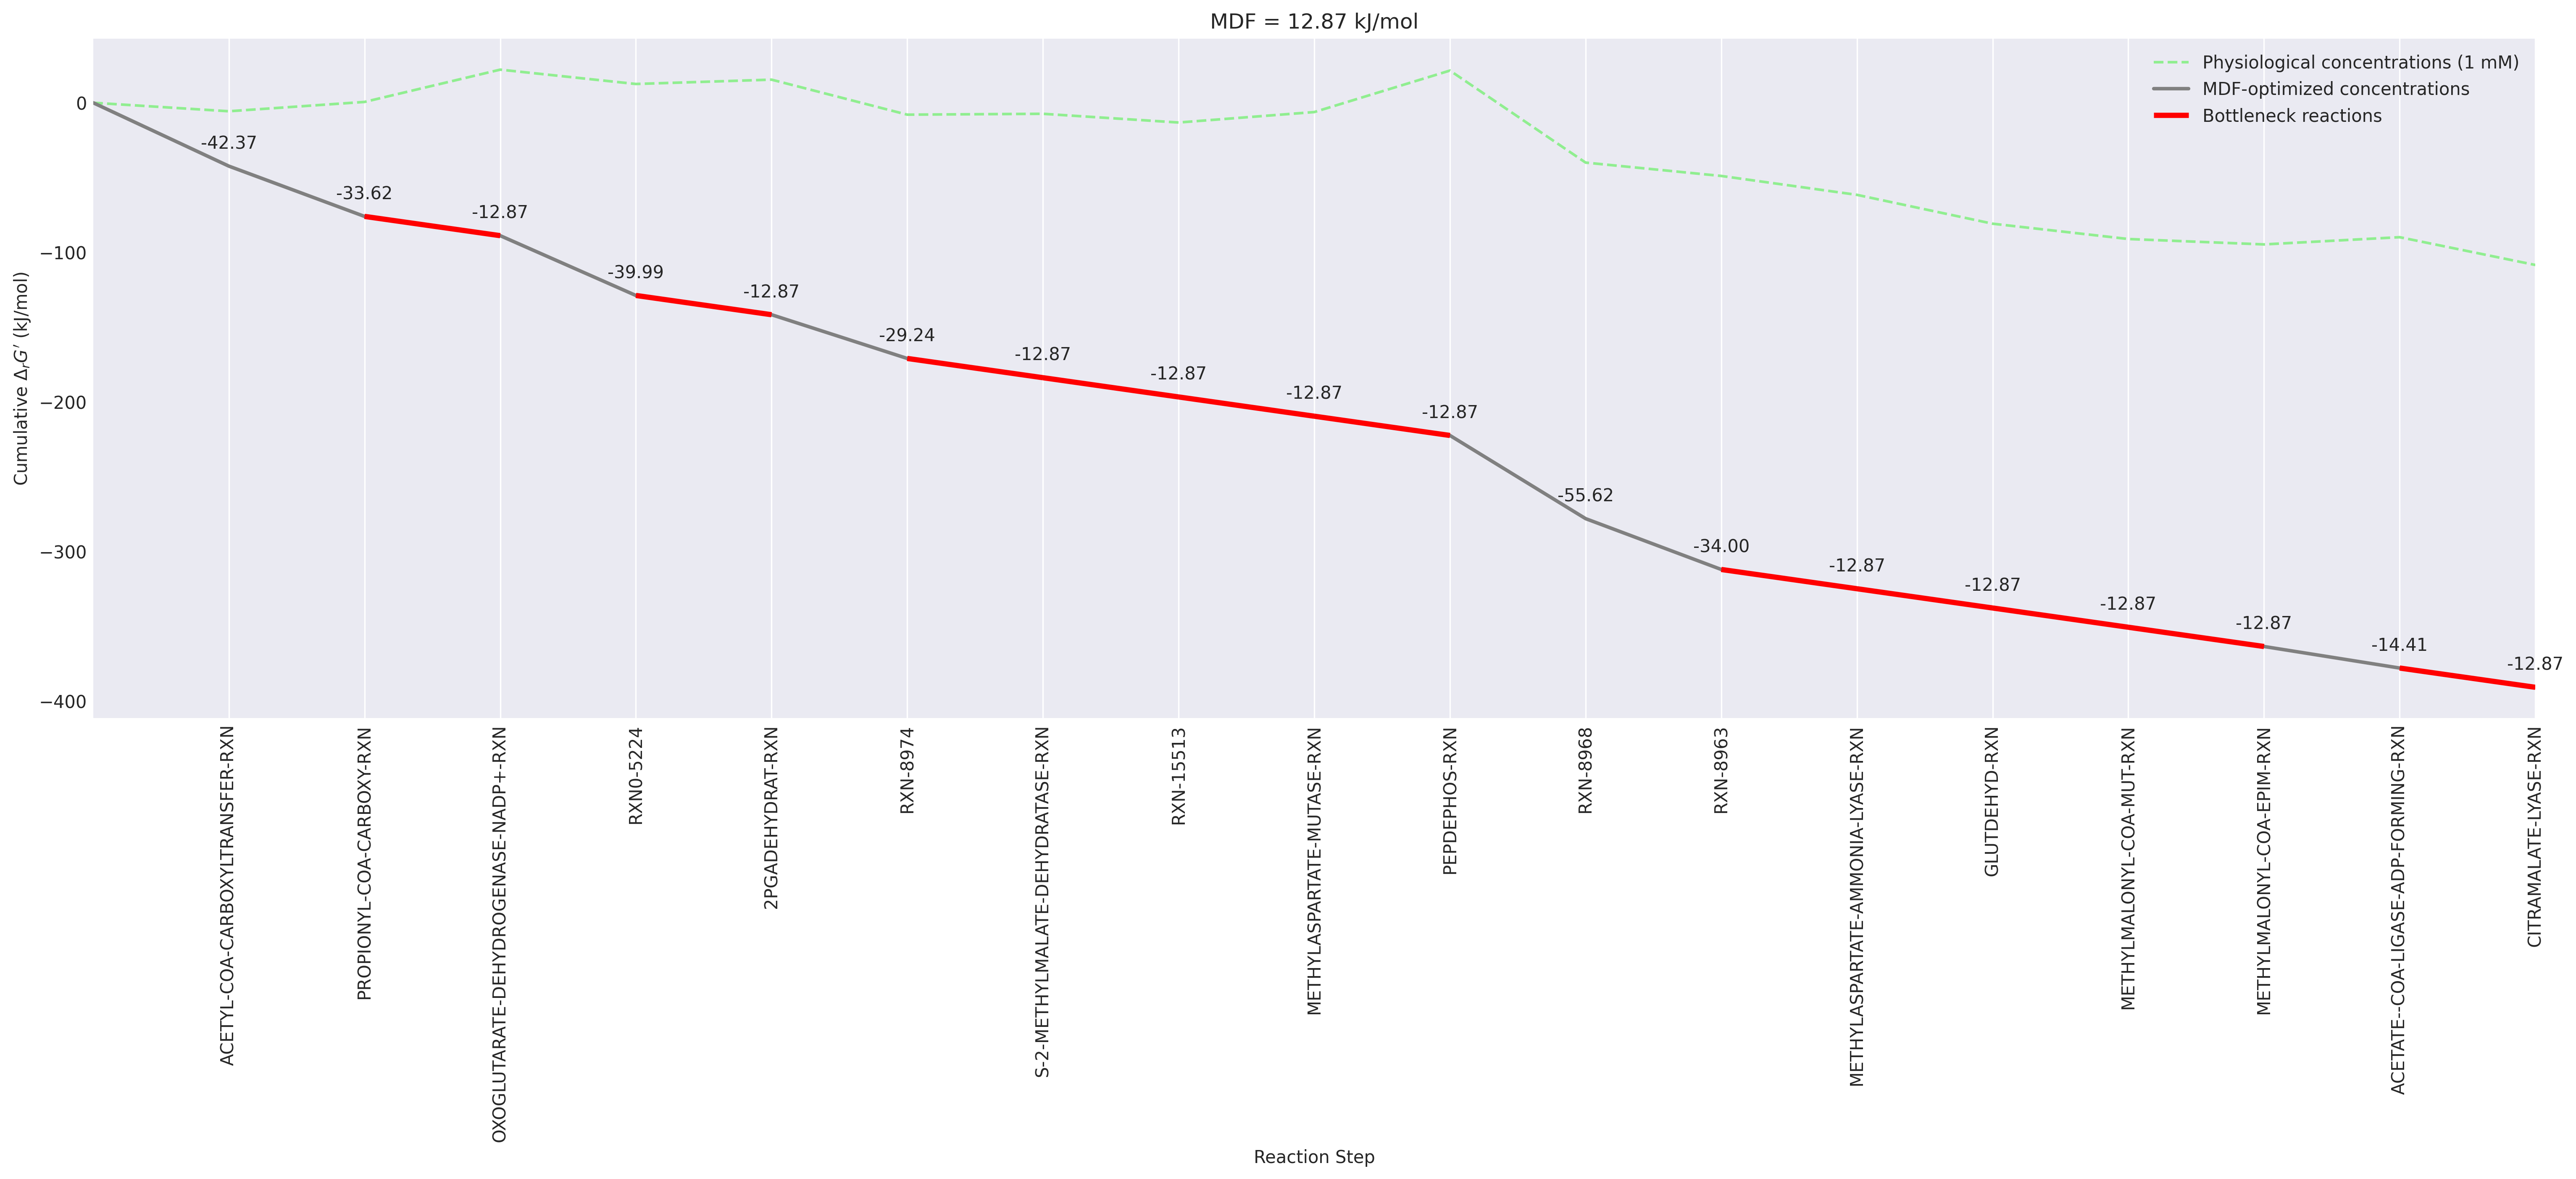 MDF = 12.87 kJ/mol
Physiological concentrations (1 mM)
MDF-optimized concentrations
Bottleneck reactions
Cumulative ΔrG′ (kJ/mol)
0
−100
−200
−300
−400
-42.37
-33.62
-12.87
-39.99
-12.87
-29.24
-12.87
-12.87
-12.87
-12.87
-55.62
-34.00
-12.87
-12.87
-12.87
-12.87
-14.41
-12.87
ACETYL-COA-CARBOXYLTRANSFER-RXN
PROPIONYL-COA-CARBOXY-RXN
OXOGLUTARATE-DEHYDROGENASE-NADP+-RXN
RXN0-5224
2PGADEHYDRAT-RXN
RXN-8974
S-2-METHYLMALATE-DEHYDRATASE-RXN
RXN-15513
METHYLASPARTATE-MUTASE-RXN
PEPDEPHOS-RXN
RXN-8968
RXN-8963
METHYLASPARTATE-AMMONIA-LYASE-RXN
GLUTDEHYD-RXN
METHYLMALONYL-COA-MUT-RXN
METHYLMALONYL-COA-EPIM-RXN
ACETATE--COA-LIGASE-ADP-FORMING-RXN
CITRAMALATE-LYASE-RXN
Reaction Step